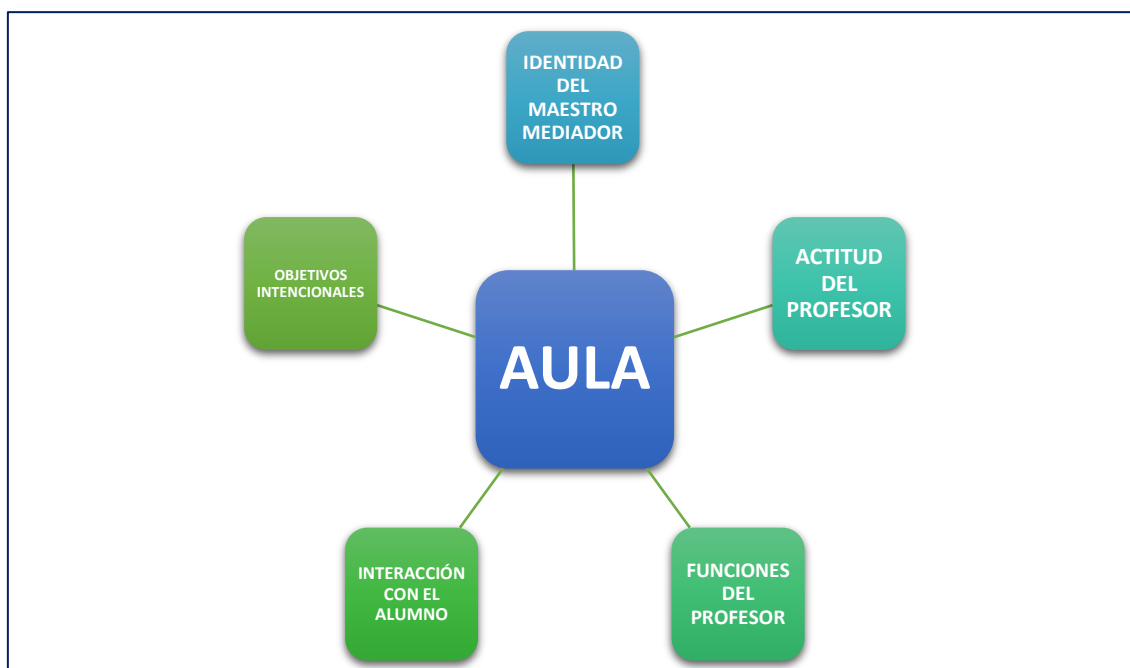 IDENTIDAD
DEL
MAESTRO
MEDIADOR
OBJETIVOS
INTENCIONALES
ACTITUD
DEL
PROFESOR
AULA
INTERACCIÓN
CON EL
ALUMNO
FUNCIONES
DEL
PROFESOR